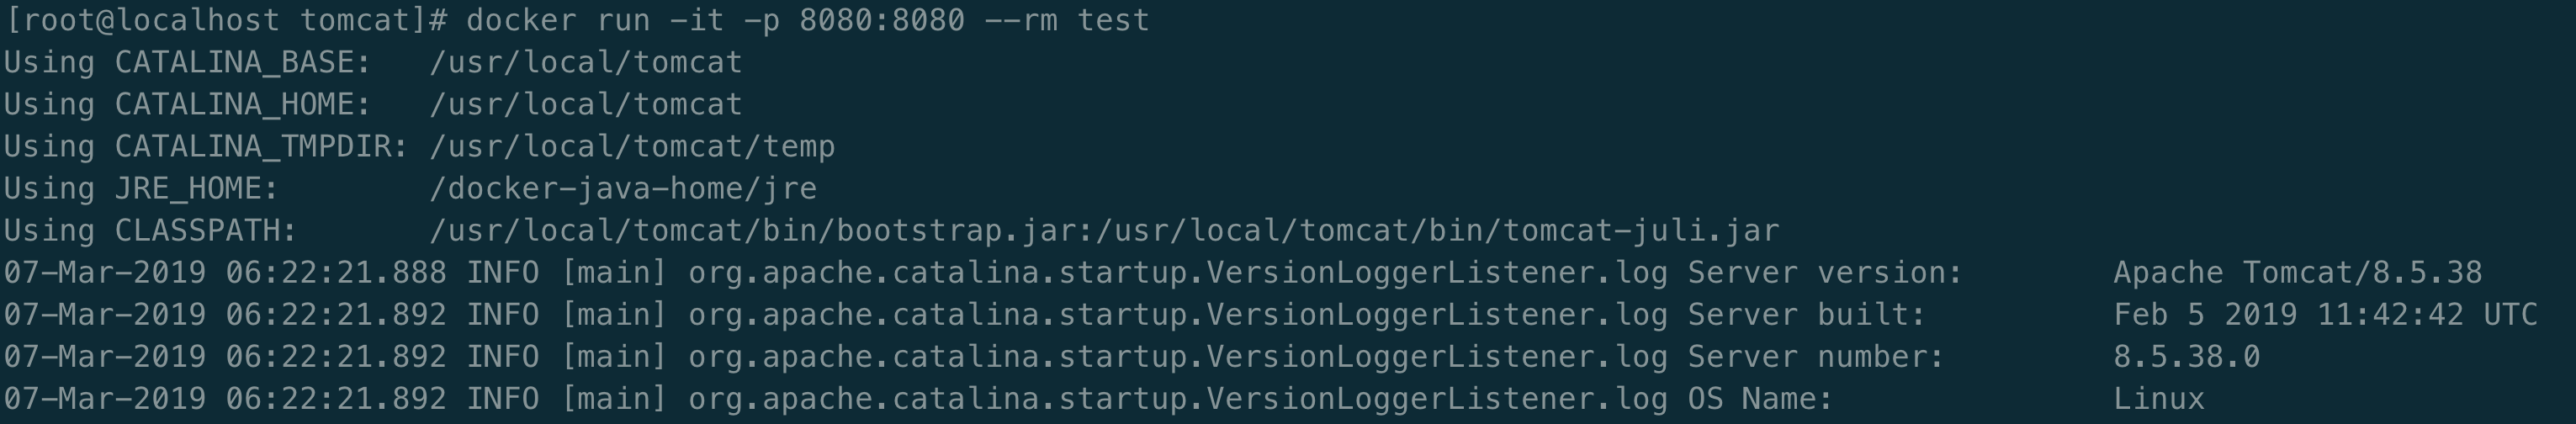 [root@localhost tomcat]# docker run -it -p 8080:8080 --rm test
Using CATALINA_BASE:   /usr/local/tomcat
Using CATALINA_HOME:   /usr/local/tomcat
Using CATALINA_TMPDIR: /usr/local/tomcat/temp
Using JRE_HOME:        /docker-java-home/jre
Using CLASSPATH:       /usr/local/tomcat/bin/bootstrap.jar:/usr/local/tomcat/bin/tomcat-juli.jar
07-Mar-2019 06:22:21.888 INFO [main] org.apache.catalina.startup.VersionLoggerListener.log Server version:        Apache Tomcat/8.5.38
07-Mar-2019 06:22:21.892 INFO [main] org.apache.catalina.startup.VersionLoggerListener.log Server built:          Feb 5 2019 11:42:42 UTC
07-Mar-2019 06:22:21.892 INFO [main] org.apache.catalina.startup.VersionLoggerListener.log Server number:         8.5.38.0
07-Mar-2019 06:22:21.892 INFO [main] org.apache.catalina.startup.VersionLoggerListener.log OS Name:               Linux